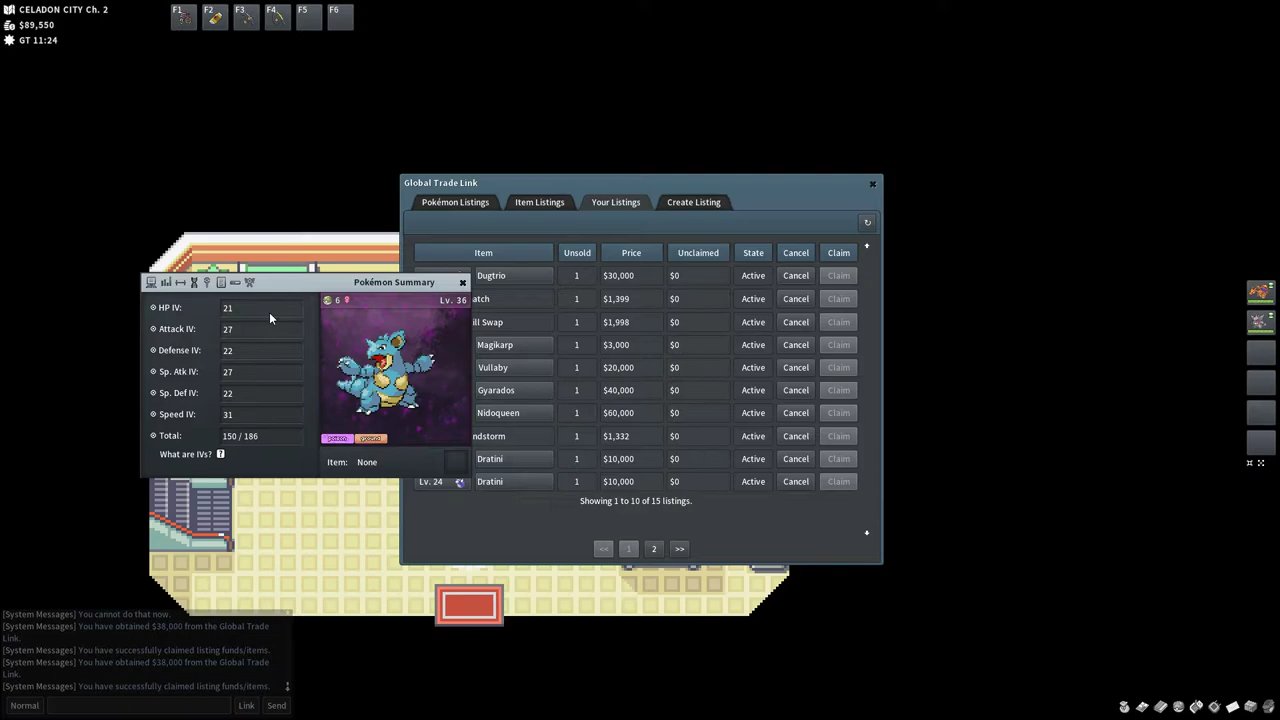 CELADON CITY Ch. 2
$89,550
GT 11:24
F1 F2 F3 F4 F5 F6
Global Trade Link
Pokémon Listings Item Listings Your Listings Create Listing
Item Unsold Price Unclaimed State Cancel Claim
Dugtrio 1 $30,000 $0 Active Cancel Claim
atch 1 $1,399 $0 Active Cancel Claim
ill Swap 1 $1,998 $0 Active Cancel Claim
Magikarp 1 $3,000 $0 Active Cancel Claim
Vullaby 1 $20,000 $0 Active Cancel Claim
Gyarados 1 $40,000 $0 Active Cancel Claim
Nidoqueen 1 $60,000 $0 Active Cancel Claim
ndstorm 1 $1,332 $0 Active Cancel Claim
Dratini 1 $10,000 $0 Active Cancel Claim
Lv. 24 Dratini 1 $10,000 $0 Active Cancel Claim
Showing 1 to 10 of 15 listings.
<< 1 2 >>
Pokémon Summary
HP IV: 21
Attack IV: 27
Defense IV: 22
Sp. Atk IV: 27
Sp. Def IV: 22
Speed IV: 31
Total: 150 / 186
What are IVs? ?
6 Lv. 36
poison ground
Item: None
[System Messages] You cannot do that now.
[System Messages] You have obtained $38,000 from the Global Trade
Link.
[System Messages] You have successfully claimed listing funds/items.
[System Messages] You have obtained $38,000 from the Global Trade
Link.
[System Messages] You have successfully claimed listing funds/items.
Normal Link Send